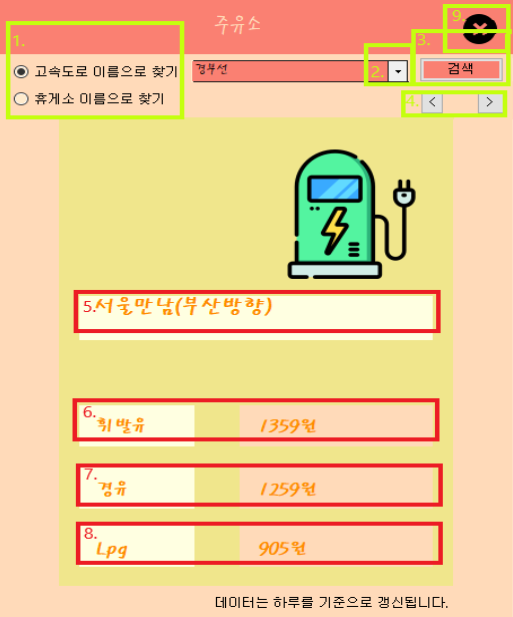 주유소
9.
1.
3.
고속도로 이름으로 찾기
경부선
2.
검색
휴게소 이름으로 찾기
4.
<
>
5.서울만남(부산방향)
6.
휘발유 1359원
7.
경유 1259원
8.
Lpg 905원
데이터는 하루를 기준으로 갱신됩니다.